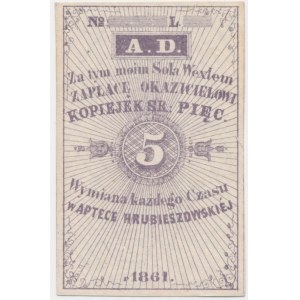 № L
A.D.
Za tym moim Sola Wexlem
ZAPŁACĘ OKAZICIELOWI
KOPIEJEK SR. PIĘĆ.
5
Wymiana każdego Czasu
W APTECE HRUBIESZOWSKIEJ
1861.